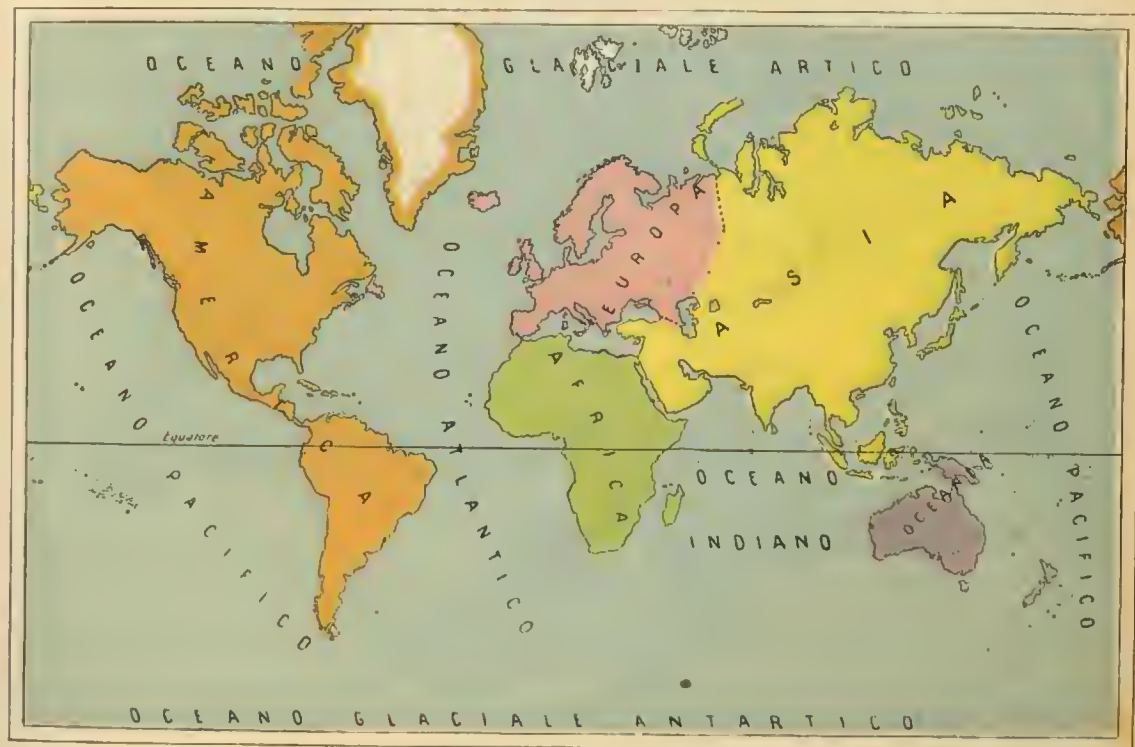 OCEANO GLACIALE ARTICO
AMERICA
EUROPA
ASIA
AFRICA
OCEANO PACIFICO
OCEANO ATLANTICO
OCEANO PACIFICO
Equatore
OCEANO
INDIANO
OCEANIA
OCEANO GLACIALE ANTARTICO